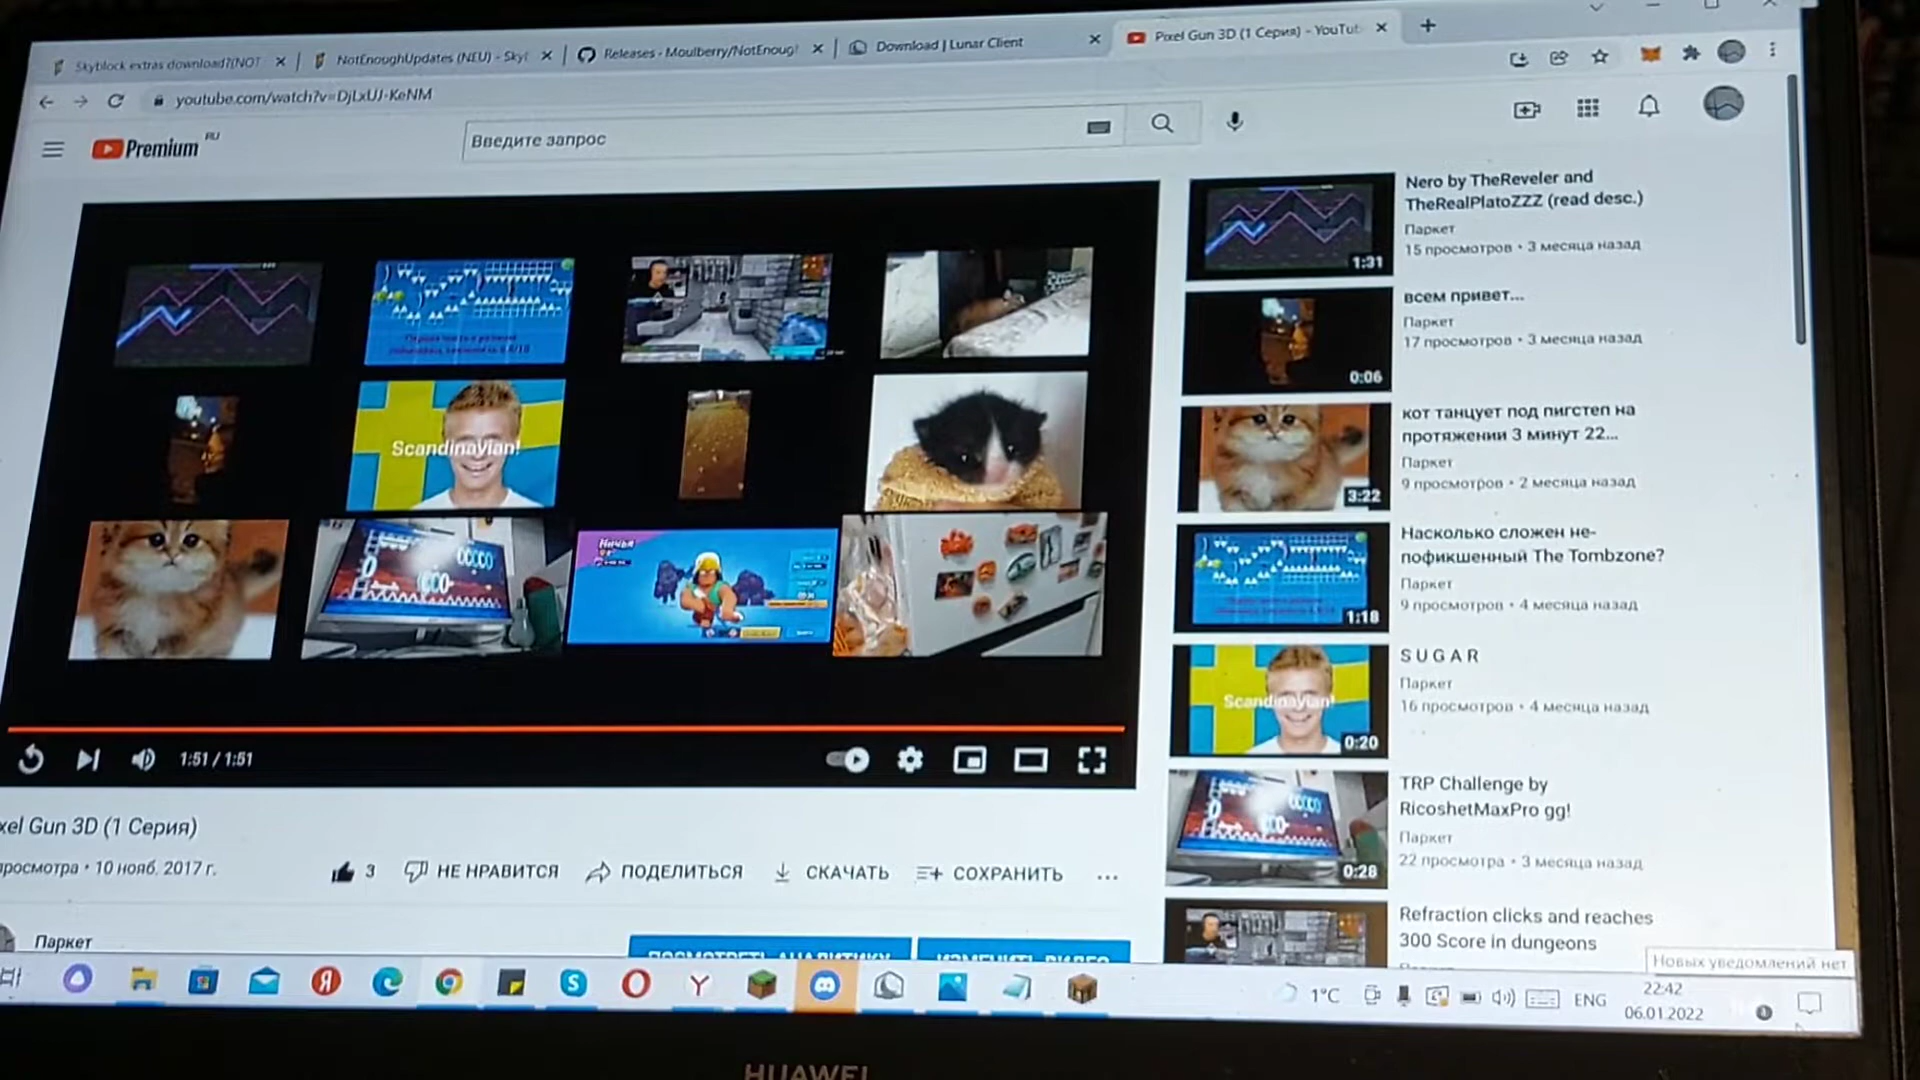 Skyblock extras download?(NOT
NotEnoughUpdates (NEU) - Skyl
Releases - Moulberry/NotEnoug
Download | Lunar Client
Pixel Gun 3D (1 Серия) - YouTub
youtube.com/watch?v=DjLxUJ-KeNM
Premium RU
Введите запрос
Scandinavian!
Ничья
1:51 / 1:51
xel Gun 3D (1 Серия)
просмотра • 10 нояб. 2017 г.
3
НЕ НРАВИТСЯ
ПОДЕЛИТЬСЯ
СКАЧАТЬ
СОХРАНИТЬ
Паркет
ПОСМОТРЕТЬ АНАЛИТИКУ
ИЗМЕНИТЬ ВИДЕО
1:31
Nero by TheReveler and
TheRealPlatoZZZ (read desc.)
Паркет
15 просмотров • 3 месяца назад
0:06
всем привет...
Паркет
17 просмотров • 3 месяца назад
3:22
кот танцует под пигстеп на
протяжении 3 минут 22...
Паркет
9 просмотров • 2 месяца назад
1:18
Насколько сложен не-
пофикшенный The Tombzone?
Паркет
9 просмотров • 4 месяца назад
Scandinavian!
0:20
S U G A R
Паркет
16 просмотров • 4 месяца назад
0:28
TRP Challenge by
RicoshetMaxPro gg!
Паркет
22 просмотра • 3 месяца назад
Refraction clicks and reaches
300 Score in dungeons
Новых уведомлений нет
1°C
ENG
22:42
06.01.2022
HUAWEI